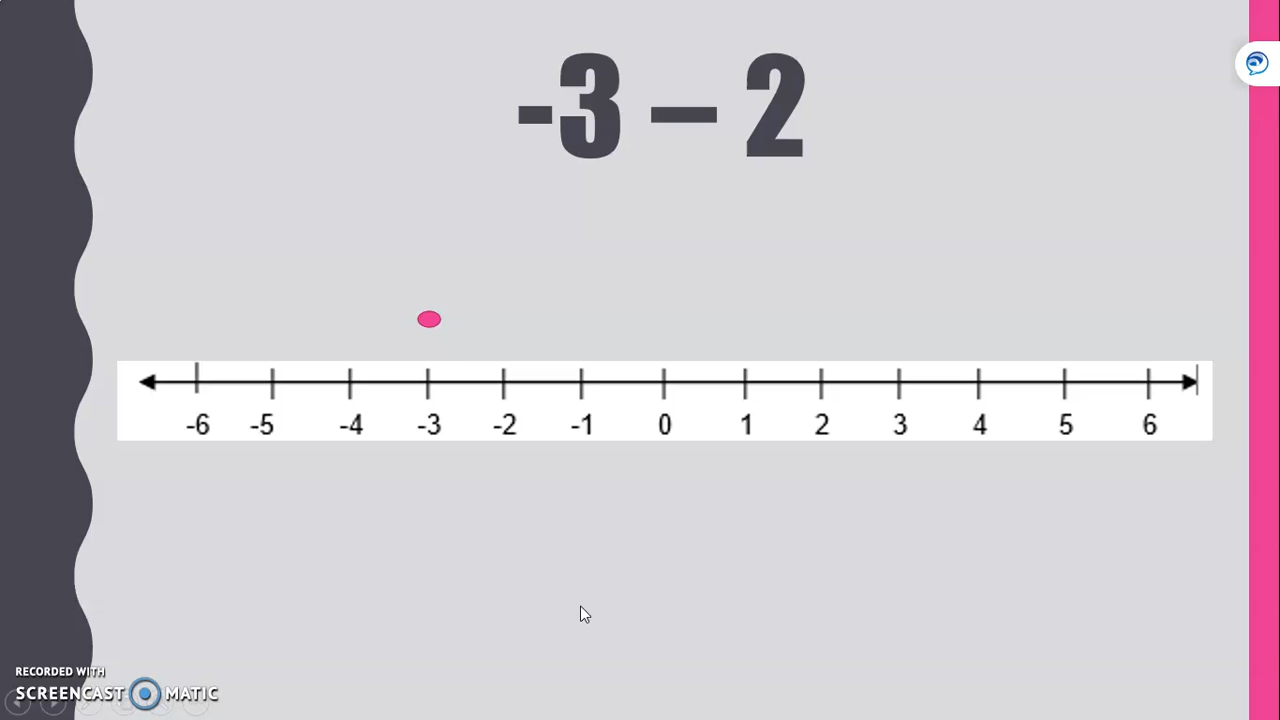 -3 – 2
-6 -5 -4 -3 -2 -1 0 1 2 3 4 5 6
RECORDED WITH
SCREENCAST MATIC